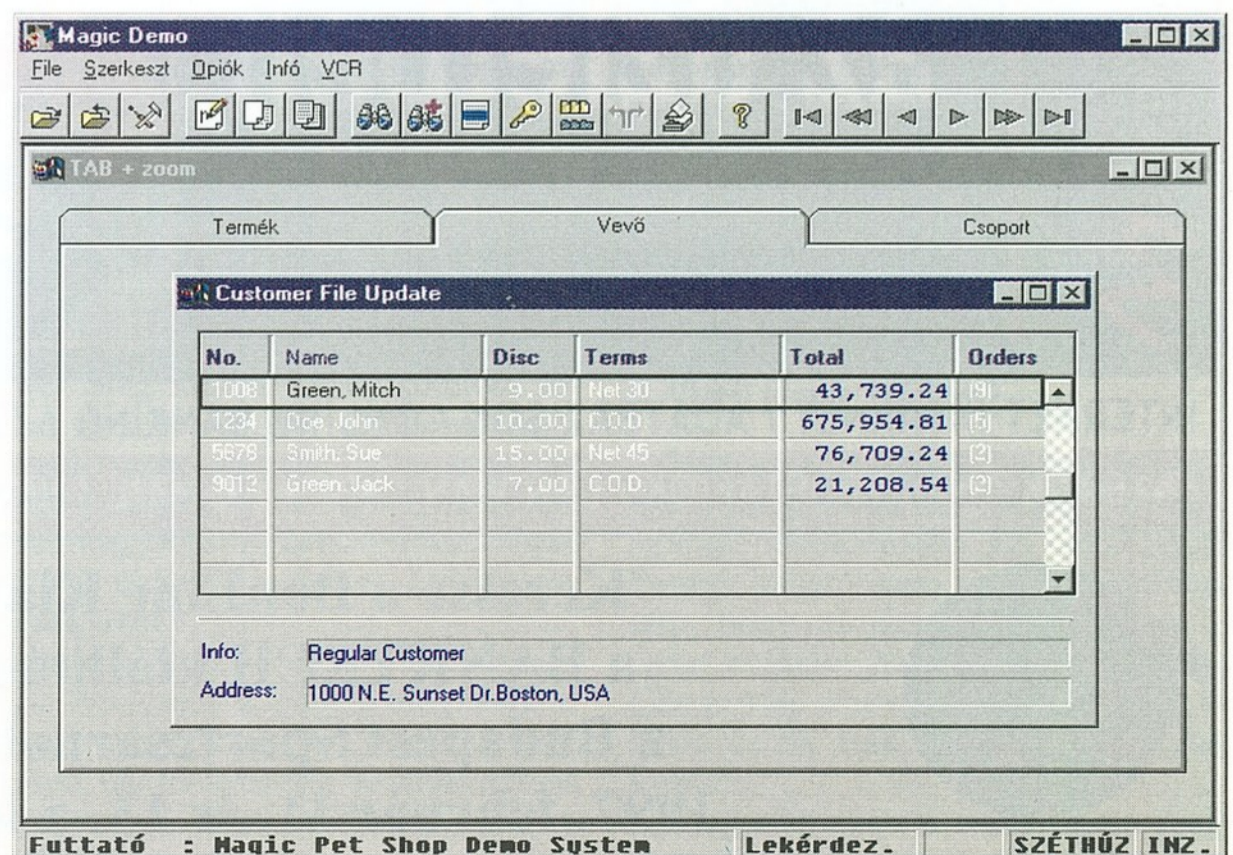 Magic Demo
File Szerkeszt Opiók Infó VCR
TAB + zoom
Termék Vevő Csoport
Customer File Update
No. Name Disc Terms Total Orders
1008 Green, Mitch 9.00 Net 30 43,739.24 (9)
1234 Doe, John 10.00 C.O.D. 675,954.81 (5)
5678 Smith, Sue 15.00 Net 45 76,709.24 (2)
9012 Green, Jack 7.00 C.O.D. 21,208.54 (2)
Info: Regular Customer
Address: 1000 N.E. Sunset Dr.Boston, USA
Futtató : Magic Pet Shop Demo System Lekérdez. SZÉTHÚZ INZ.